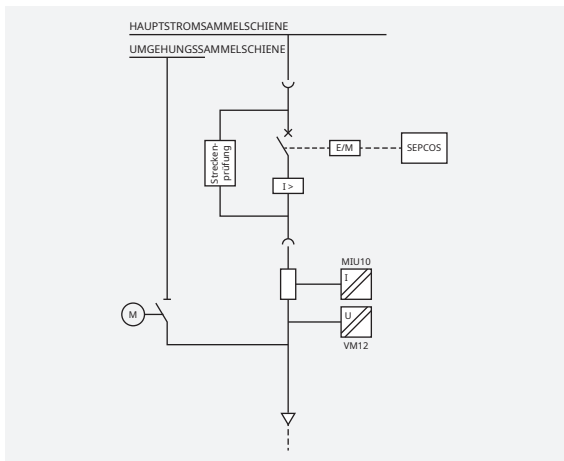 HAUPTSTROMSAMMELSCHIENE
UMGEHUNGSSAMMELSCHIENE
Strecken-
prüfung
E/M
SEPCOS
I >
MIU10
I
M
U
VM12